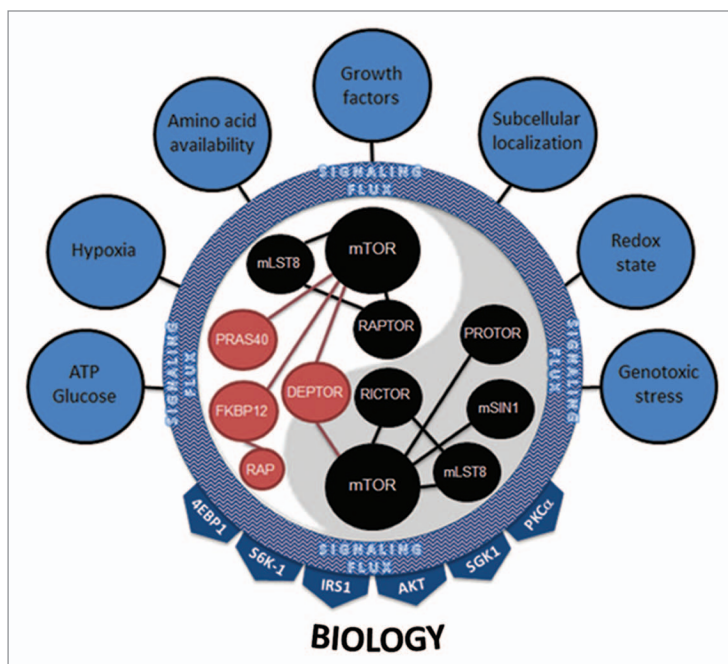 Growth
factors
Amino acid
availability
Subcellular
localization
Hypoxia
Redox
state
ATP
Glucose
Genotoxic
stress
SIGNALING
FLUX
SIGNALING
FLUX
SIGNALING
FLUX
SIGNALING
FLUX
mTOR
mLST8
RAPTOR
PRAS40
DEPTOR
FKBP12
RAP
PROTOR
RICTOR
mSIN1
mLST8
mTOR
4EBP1
S6K-1
IRS1
AKT
SGK1
PKCα
BIOLOGY